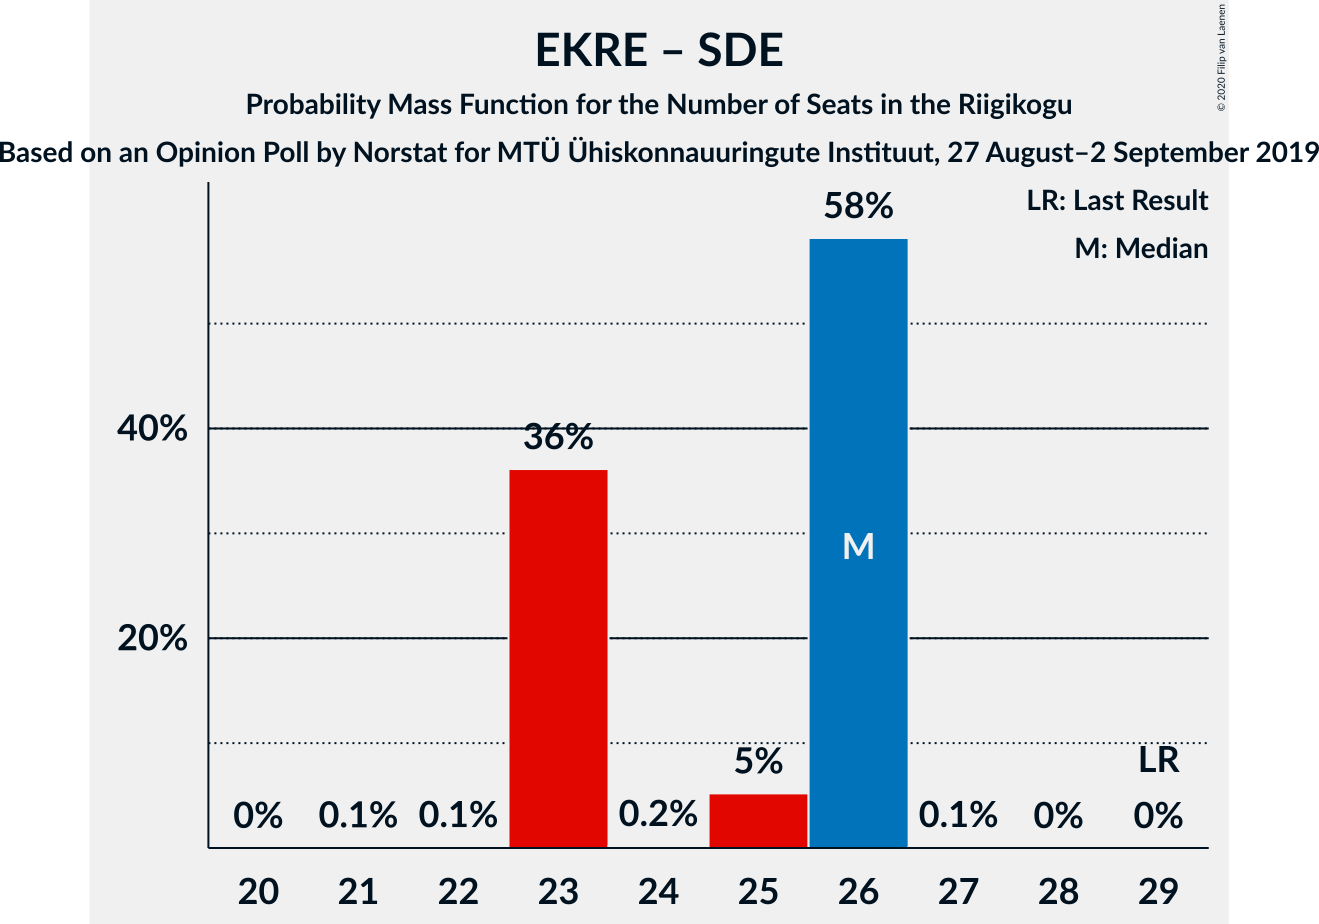 EKRE – SDE
Probability Mass Function for the Number of Seats in the Riigikogu
Based on an Opinion Poll by Norstat for MTÜ Ühiskonnauuringute Instituut, 27 August–2 September 2019
© 2020 Filip van Laenen
LR: Last Result
M: Median
58%
40%
36%
M
20%
5%
LR
0% 0.1% 0.1% 0.2% 0.1% 0% 0%
20 21 22 23 24 25 26 27 28 29